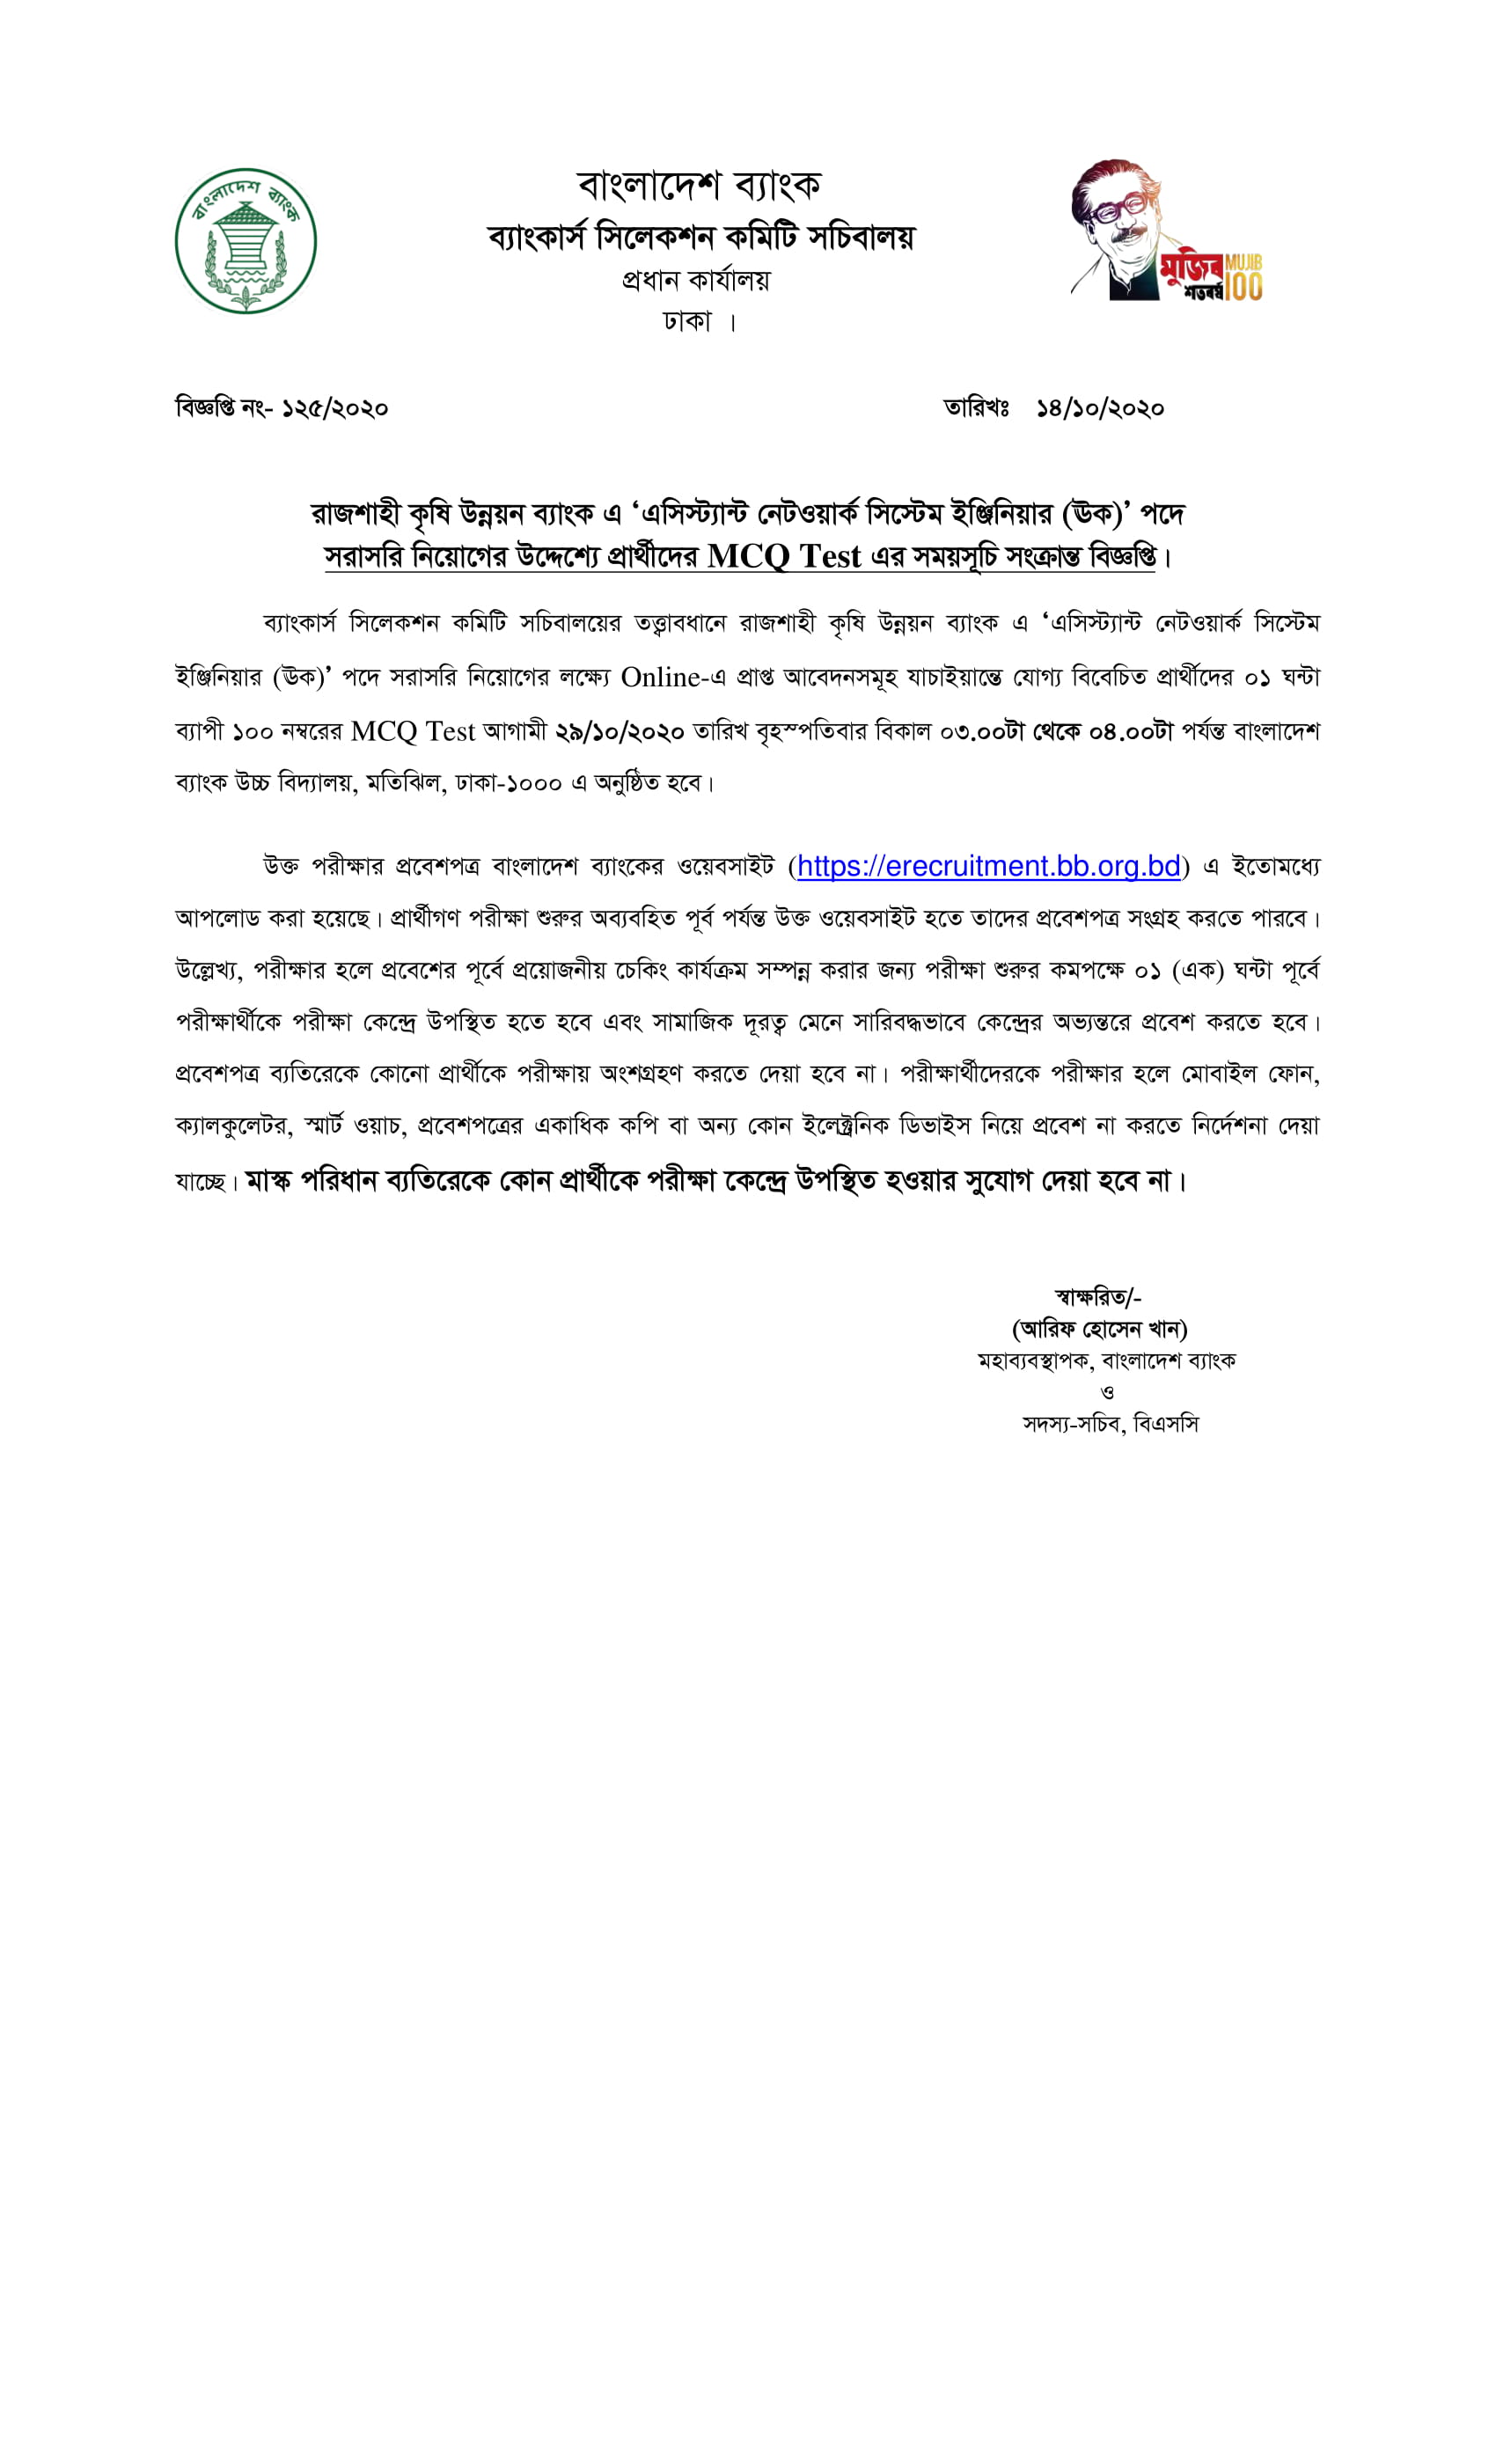 বাংলাদেশ ব্যাংক
বাংলাদেশ ব্যাংক
ব্যাংকার্স সিলেকশন কমিটি সচিবালয়
প্রধান কার্যালয়
ঢাকা ।
মুজিব MUJIB
শতবর্ষ 100
বিজ্ঞপ্তি নং- ১২৫/২০২০ তারিখঃ ১৪/১০/২০২০
রাজশাহী কৃষি উন্নয়ন ব্যাংক এ ‘এসিস্ট্যান্ট নেটওয়ার্ক সিস্টেম ইঞ্জিনিয়ার (ঊক)’ পদে
সরাসরি নিয়োগের উদ্দেশ্যে প্রার্থীদের MCQ Test এর সময়সূচি সংক্রান্ত বিজ্ঞপ্তি।
ব্যাংকার্স সিলেকশন কমিটি সচিবালয়ের তত্ত্বাবধানে রাজশাহী কৃষি উন্নয়ন ব্যাংক এ ‘এসিস্ট্যান্ট নেটওয়ার্ক সিস্টেম
ইঞ্জিনিয়ার (ঊক)’ পদে সরাসরি নিয়োগের লক্ষ্যে Online-এ প্রাপ্ত আবেদনসমূহ যাচাইয়ান্তে যোগ্য বিবেচিত প্রার্থীদের ০১ ঘন্টা
ব্যাপী ১০০ নম্বরের MCQ Test আগামী ২৯/১০/২০২০ তারিখ বৃহস্পতিবার বিকাল ০৩.০০টা থেকে ০৪.০০টা পর্যন্ত বাংলাদেশ
ব্যাংক উচ্চ বিদ্যালয়, মতিঝিল, ঢাকা-১০০০ এ অনুষ্ঠিত হবে।
উক্ত পরীক্ষার প্রবেশপত্র বাংলাদেশ ব্যাংকের ওয়েবসাইট (https://erecruitment.bb.org.bd) এ ইতোমধ্যে
আপলোড করা হয়েছে। প্রার্থীগণ পরীক্ষা শুরুর অব্যবহিত পূর্ব পর্যন্ত উক্ত ওয়েবসাইট হতে তাদের প্রবেশপত্র সংগ্রহ করতে পারবে।
উল্লেখ্য, পরীক্ষার হলে প্রবেশের পূর্বে প্রয়োজনীয় চেকিং কার্যক্রম সম্পন্ন করার জন্য পরীক্ষা শুরুর কমপক্ষে ০১ (এক) ঘন্টা পূর্বে
পরীক্ষার্থীকে পরীক্ষা কেন্দ্রে উপস্থিত হতে হবে এবং সামাজিক দূরত্ব মেনে সারিবদ্ধভাবে কেন্দ্রের অভ্যন্তরে প্রবেশ করতে হবে।
প্রবেশপত্র ব্যতিরেকে কোনো প্রার্থীকে পরীক্ষায় অংশগ্রহণ করতে দেয়া হবে না। পরীক্ষার্থীদেরকে পরীক্ষার হলে মোবাইল ফোন,
ক্যালকুলেটর, স্মার্ট ওয়াচ, প্রবেশপত্রের একাধিক কপি বা অন্য কোন ইলেক্ট্রনিক ডিভাইস নিয়ে প্রবেশ না করতে নির্দেশনা দেয়া
যাচ্ছে। মাস্ক পরিধান ব্যতিরেকে কোন প্রার্থীকে পরীক্ষা কেন্দ্রে উপস্থিত হওয়ার সুযোগ দেয়া হবে না।
স্বাক্ষরিত/-
(আরিফ হোসেন খান)
মহাব্যবস্থাপক, বাংলাদেশ ব্যাংক
ও
সদস্য-সচিব, বিএসসি